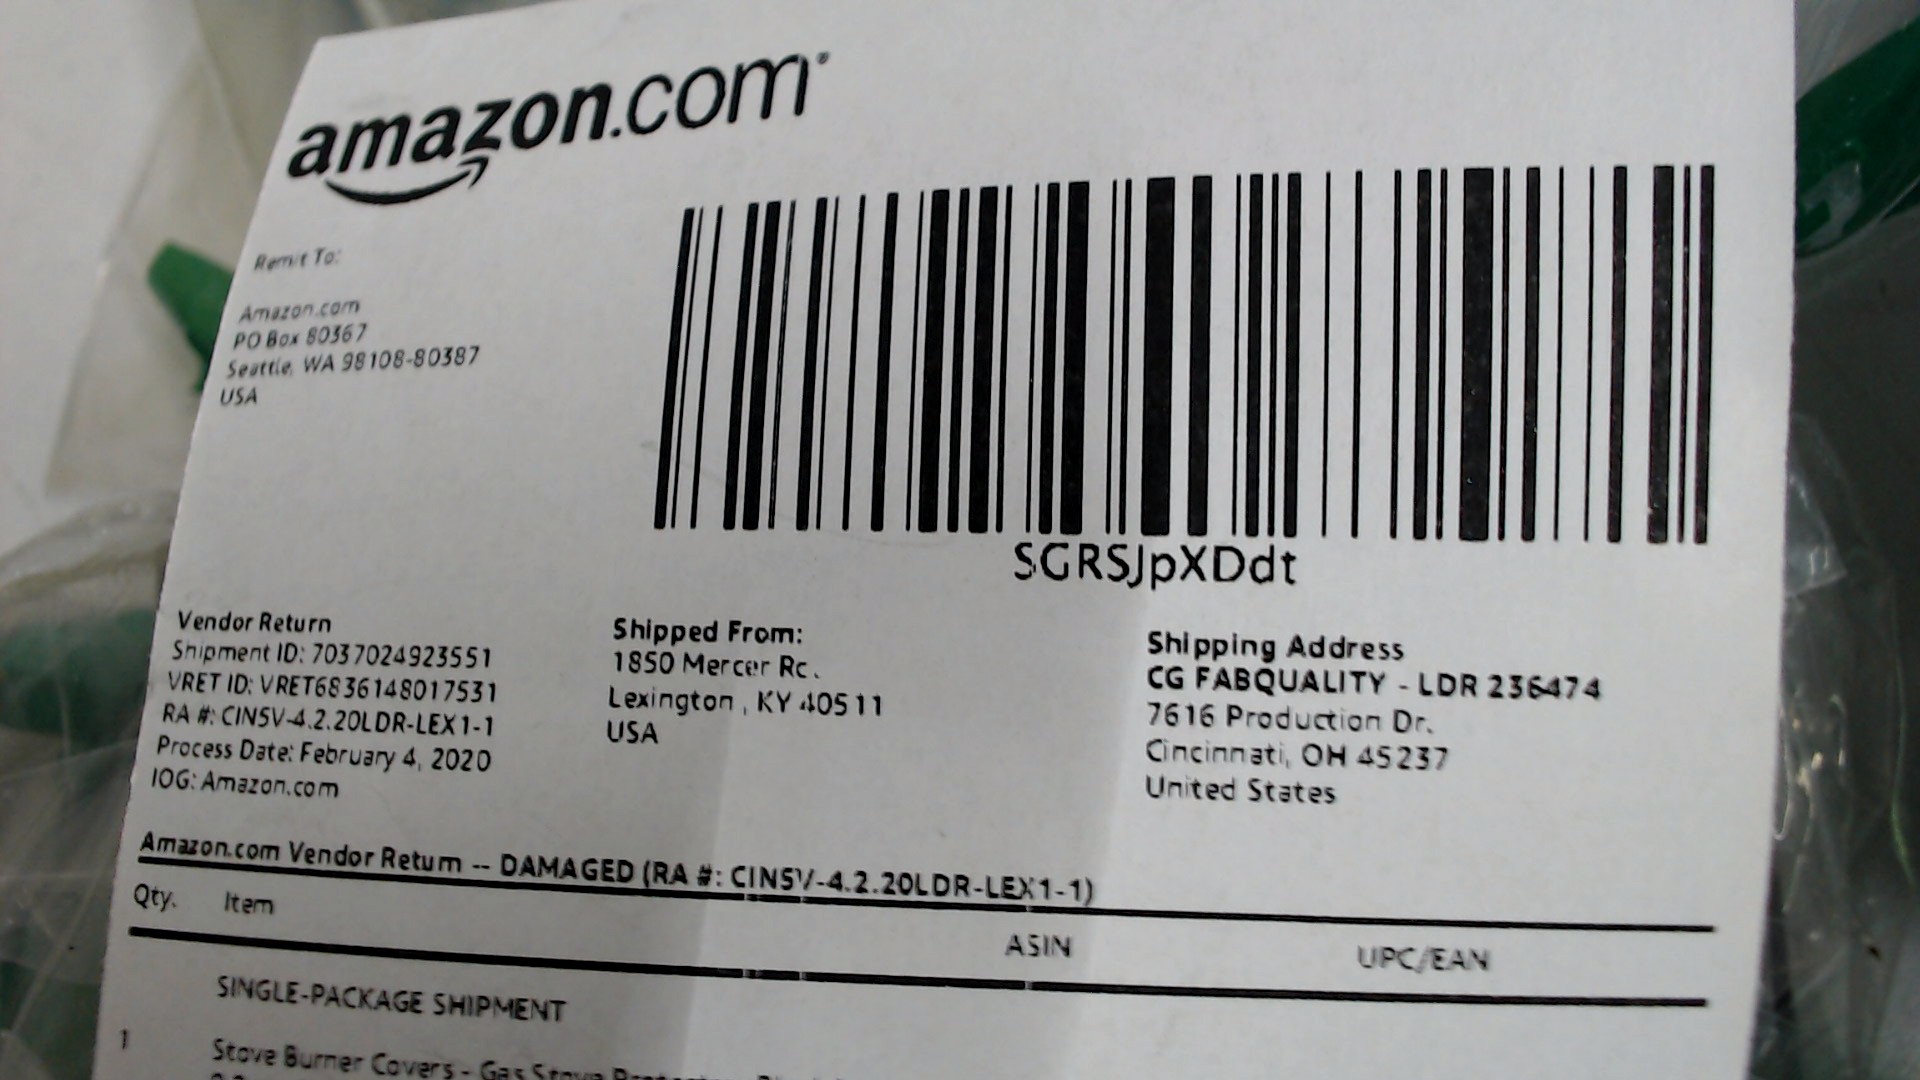 amazon.com
Remit To:
Amazon.com
PO Box 80367
Seattle, WA 98108-80387
USA
SGRSJpXDdt
Vendor Return
Shipment ID: 7037024923551
VRET ID: VRET6836148017531
RA #: CIN5V-4.2.20LDR-LEX1-1
Process Date: February 4, 2020
IOG: Amazon.com
Shipped From:
1850 Mercer Rd.
Lexington , KY 40511
USA
Shipping Address
CG FABQUALITY - LDR 236474
7616 Production Dr.
Cincinnati, OH 45237
United States
Amazon.com Vendor Return -- DAMAGED (RA #: CIN5V-4.2.20LDR-LEX1-1)
Qty. Item ASIN UPC/EAN
SINGLE-PACKAGE SHIPMENT
1 Stove Burner Covers - Gas Stove